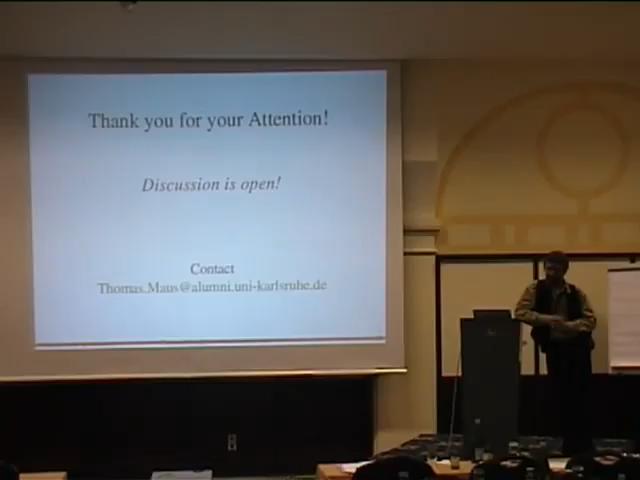 Thank you for your Attention!
Discussion is open!
Contact
Thomas.Maus@alumni.uni-karlsruhe.de